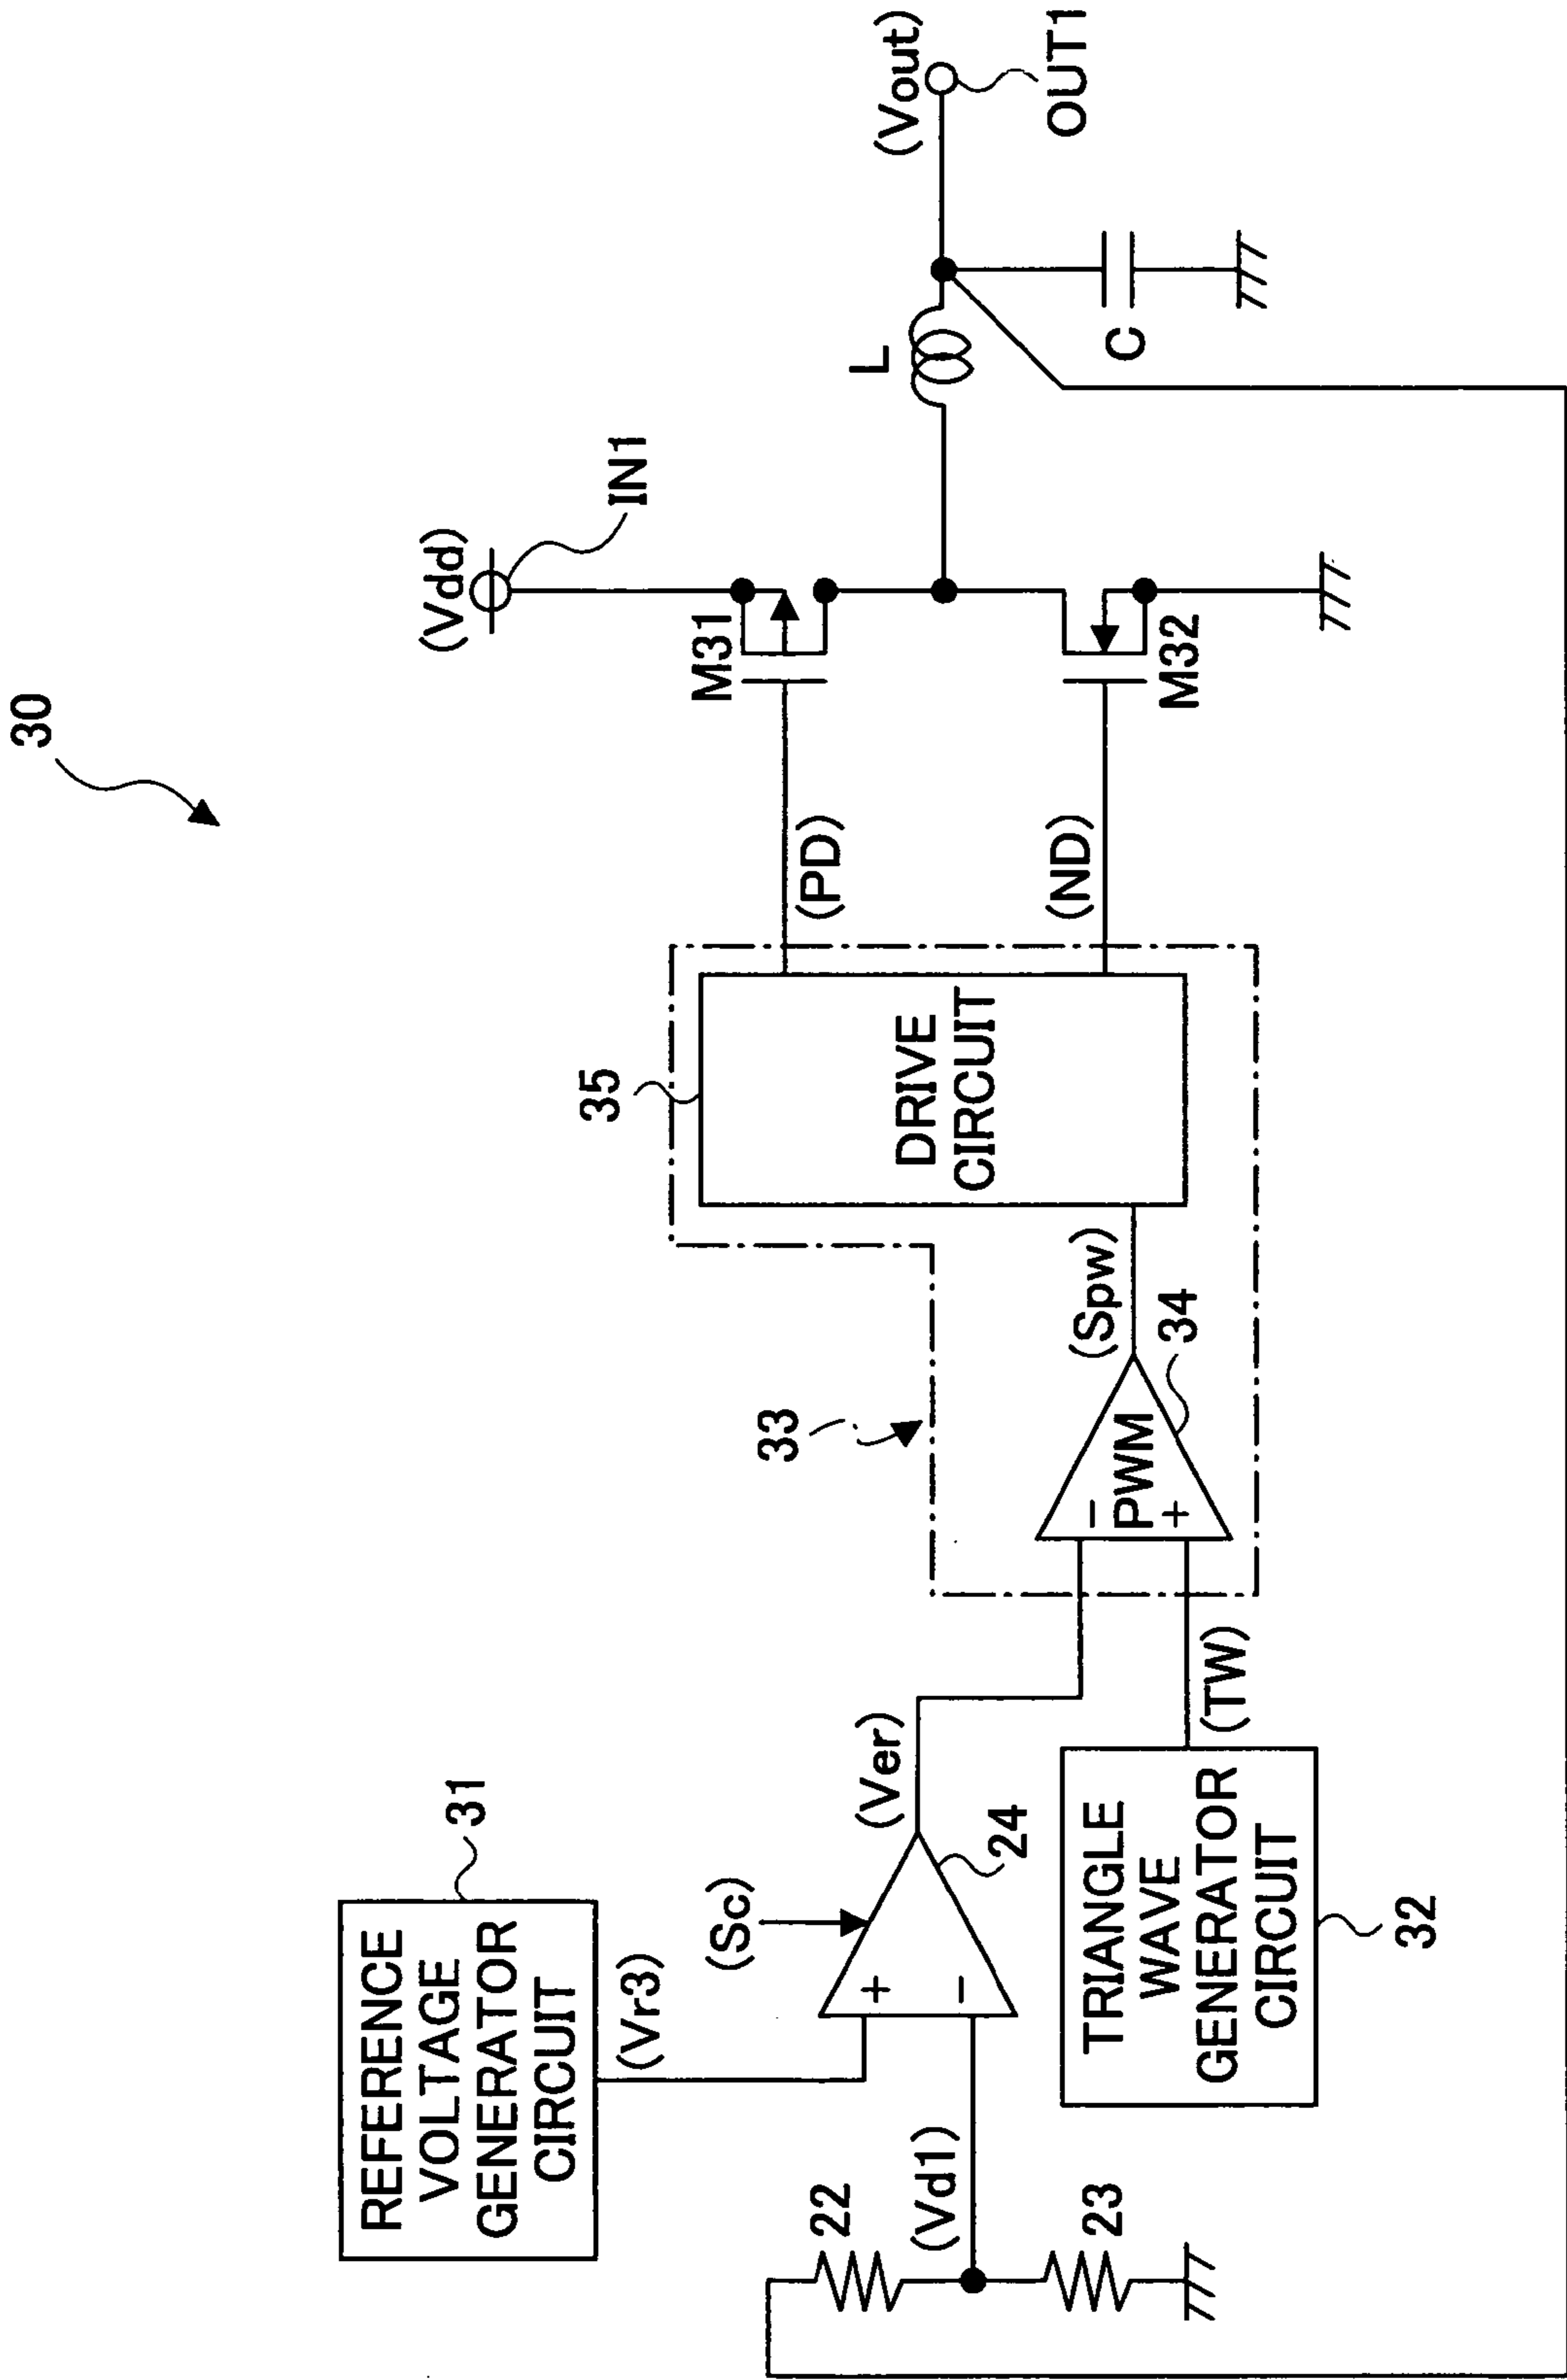 30
(Vdd)
IN1
REFERENCE
VOLTAGE
GENERATOR
CIRCUIT
31
(Vr3)
(Sc)
+
−
24
(Ver)
22
(Vd1)
23
TRIANGLE
WAVE
GENERATOR
CIRCUIT
32
(TW)
33
−
PWM
+
34
(Spw)
35
DRIVE
CIRCUIT
(PD)
(ND)
M31
M32
L
C
(Vout)
OUT1